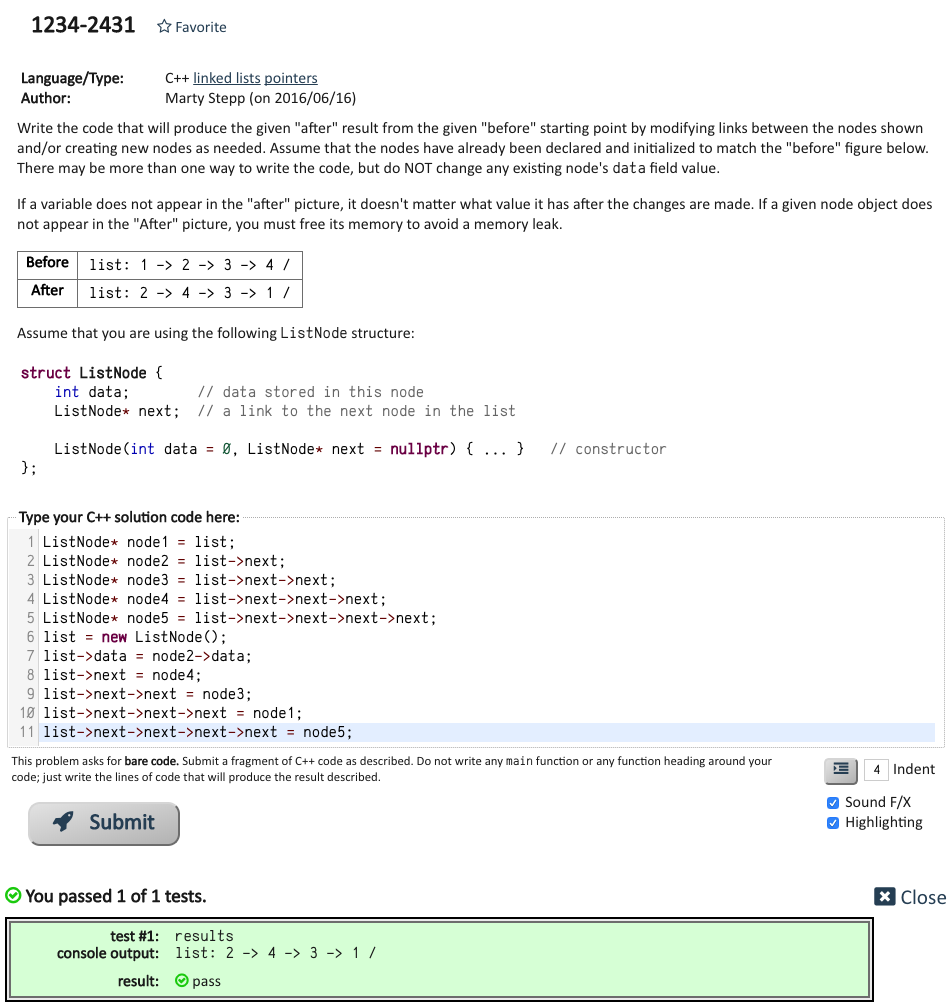 1234-2431 Favorite
Language/Type: C++ linked lists pointers
Author: Marty Stepp (on 2016/06/16)
Write the code that will produce the given "after" result from the given "before" starting point by modifying links between the nodes shown
and/or creating new nodes as needed. Assume that the nodes have already been declared and initialized to match the "before" figure below.
There may be more than one way to write the code, but do NOT change any existing node's data field value.
If a variable does not appear in the "after" picture, it doesn't matter what value it has after the changes are made. If a given node object does
not appear in the "After" picture, you must free its memory to avoid a memory leak.
Before list: 1 -> 2 -> 3 -> 4 /
After list: 2 -> 4 -> 3 -> 1 /
Assume that you are using the following ListNode structure:
struct ListNode {
    int data;        // data stored in this node
    ListNode* next;  // a link to the next node in the list
    ListNode(int data = 0, ListNode* next = nullptr) { ... }   // constructor
};
Type your C++ solution code here:
1 ListNode* node1 = list;
2 ListNode* node2 = list->next;
3 ListNode* node3 = list->next->next;
4 ListNode* node4 = list->next->next->next;
5 ListNode* node5 = list->next->next->next->next;
6 list = new ListNode();
7 list->data = node2->data;
8 list->next = node4;
9 list->next->next = node3;
10 list->next->next->next = node1;
11 list->next->next->next->next = node5;
This problem asks for bare code. Submit a fragment of C++ code as described. Do not write any main function or any function heading around your
code; just write the lines of code that will produce the result described.
4 Indent
Sound F/X
Highlighting
Submit
You passed 1 of 1 tests.
Close
test #1: results
console output: list: 2 -> 4 -> 3 -> 1 /
result: pass